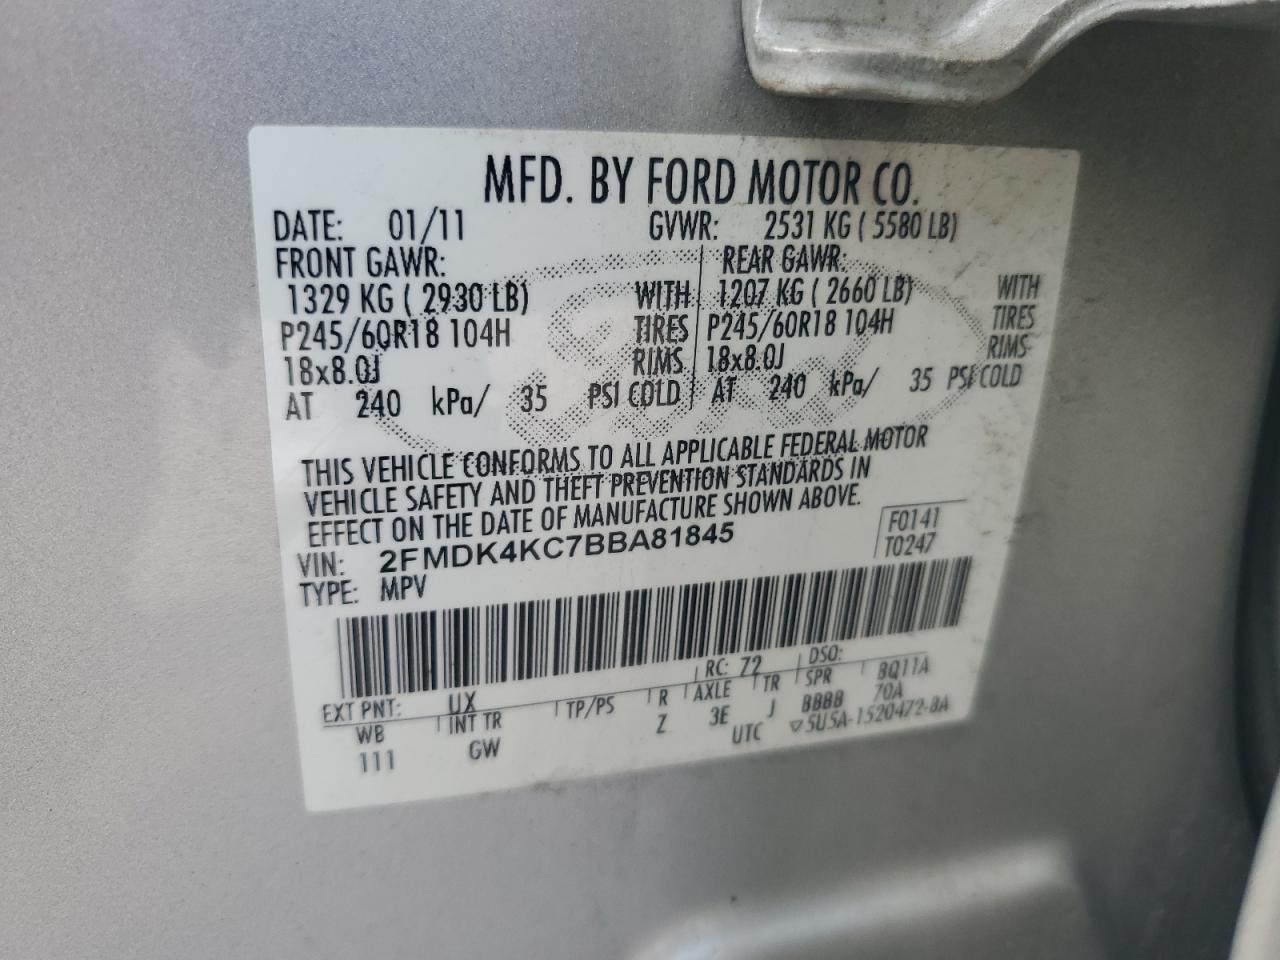 MFD. BY FORD MOTOR CO.
DATE: 01/11 GVWR: 2531 KG ( 5580 LB)
FRONT GAWR: REAR GAWR:
1329 KG ( 2930 LB) WITH 1207 KG ( 2660 LB) WITH
P245/60R18 104H TIRES P245/60R18 104H TIRES
18x8.0J RIMS 18x8.0J RIMS
AT 240 kPa/ 35 PSI COLD AT 240 kPa/ 35 PSI COLD
THIS VEHICLE CONFORMS TO ALL APPLICABLE FEDERAL MOTOR
VEHICLE SAFETY AND THEFT PREVENTION STANDARDS IN
EFFECT ON THE DATE OF MANUFACTURE SHOWN ABOVE.
VIN: 2FMDK4KC7BBA81845 F0141
TYPE: MPV T0247
EXT PNT: UX RC: 72 DSO: BQ11A
WB INT TR TP/PS R AXLE TR SPR 70A
111 GW Z 3E J BBBB
UTC ▽5U5A-1520472-BA